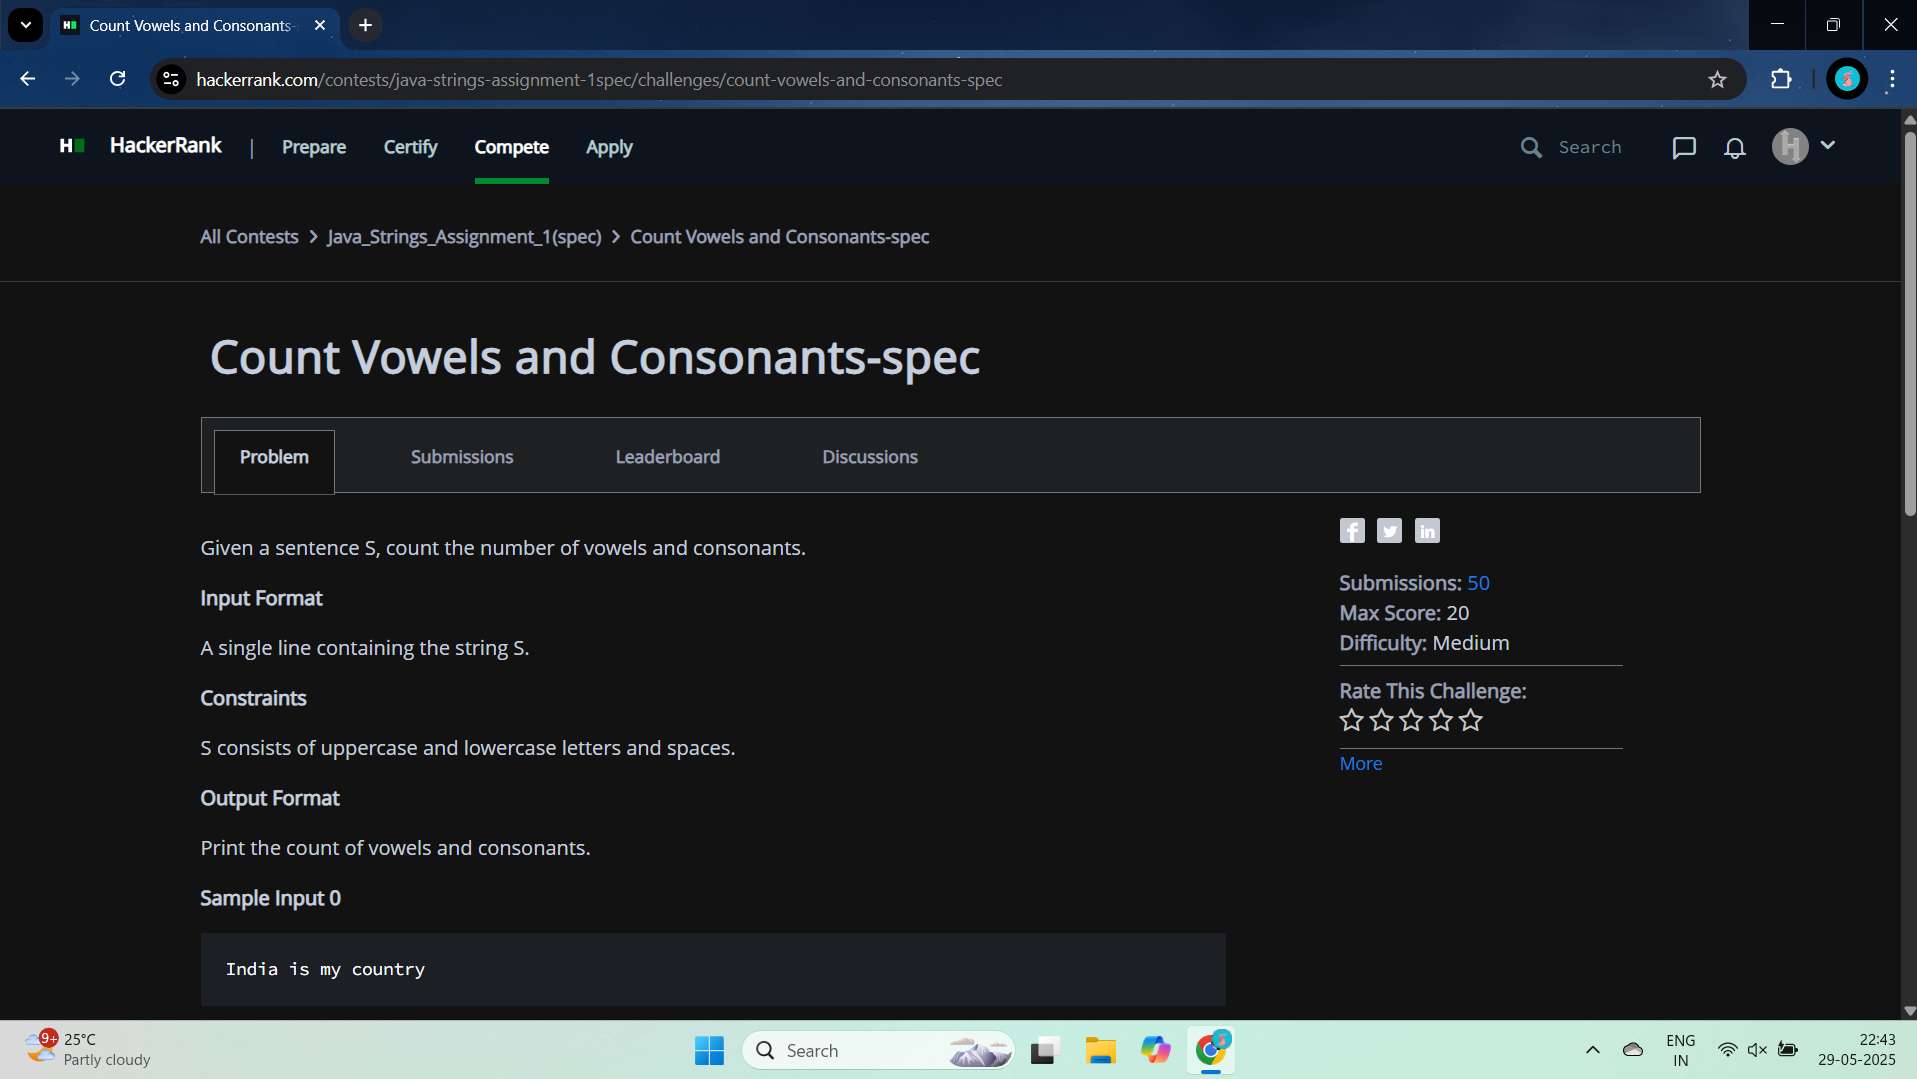 Count Vowels and Consonants-
hackerrank.com/contests/java-strings-assignment-1spec/challenges/count-vowels-and-consonants-spec
H
HackerRank | Prepare Certify Compete Apply Search
All Contests > Java_Strings_Assignment_1(spec) > Count Vowels and Consonants-spec
Count Vowels and Consonants-spec
Problem Submissions Leaderboard Discussions
Given a sentence S, count the number of vowels and consonants.
Input Format
A single line containing the string S.
Constraints
S consists of uppercase and lowercase letters and spaces.
Output Format
Print the count of vowels and consonants.
Sample Input 0
India is my country
Submissions: 50
Max Score: 20
Difficulty: Medium
Rate This Challenge:
More
9+
25°C
Partly cloudy
Search
ENG
IN
22:43
29-05-2025